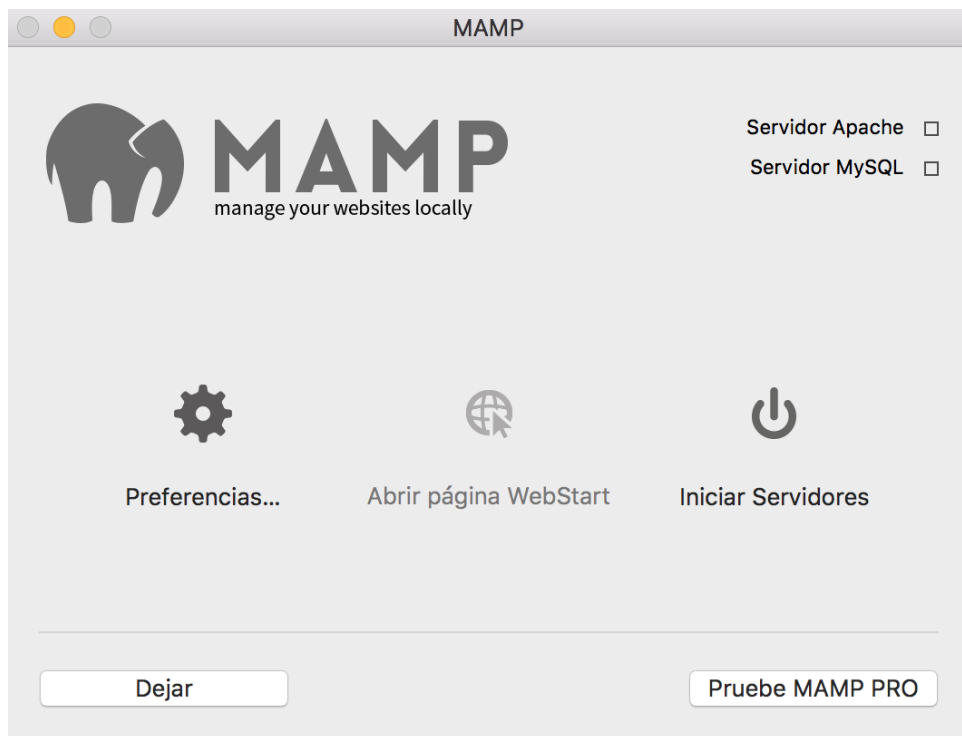 MAMP
MAMP
manage your websites locally
Servidor Apache
Servidor MySQL
Preferencias...
Abrir página WebStart
Iniciar Servidores
Dejar
Pruebe MAMP PRO